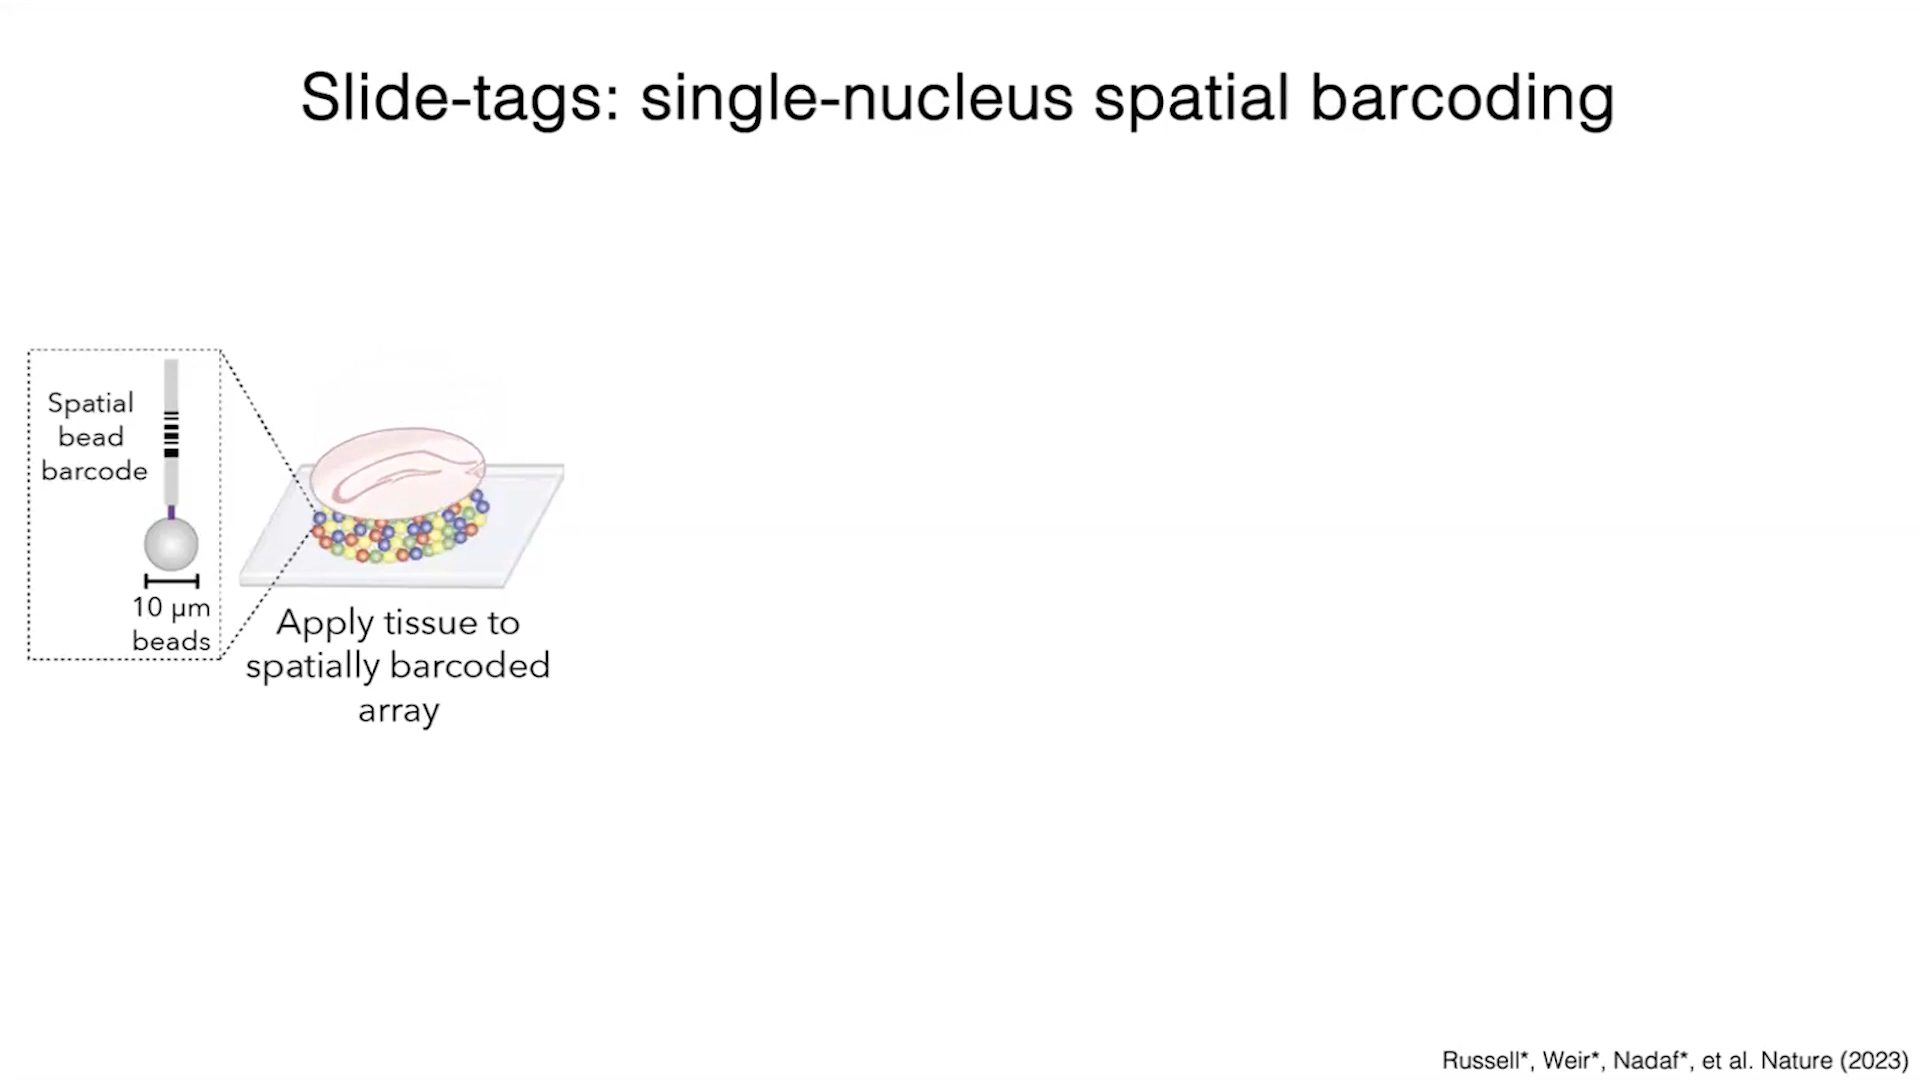 Slide-tags: single-nucleus spatial barcoding
Spatial
bead
barcode
10 µm
beads
Apply tissue to
spatially barcoded
array
Russell*, Weir*, Nadaf*, et al. Nature (2023)